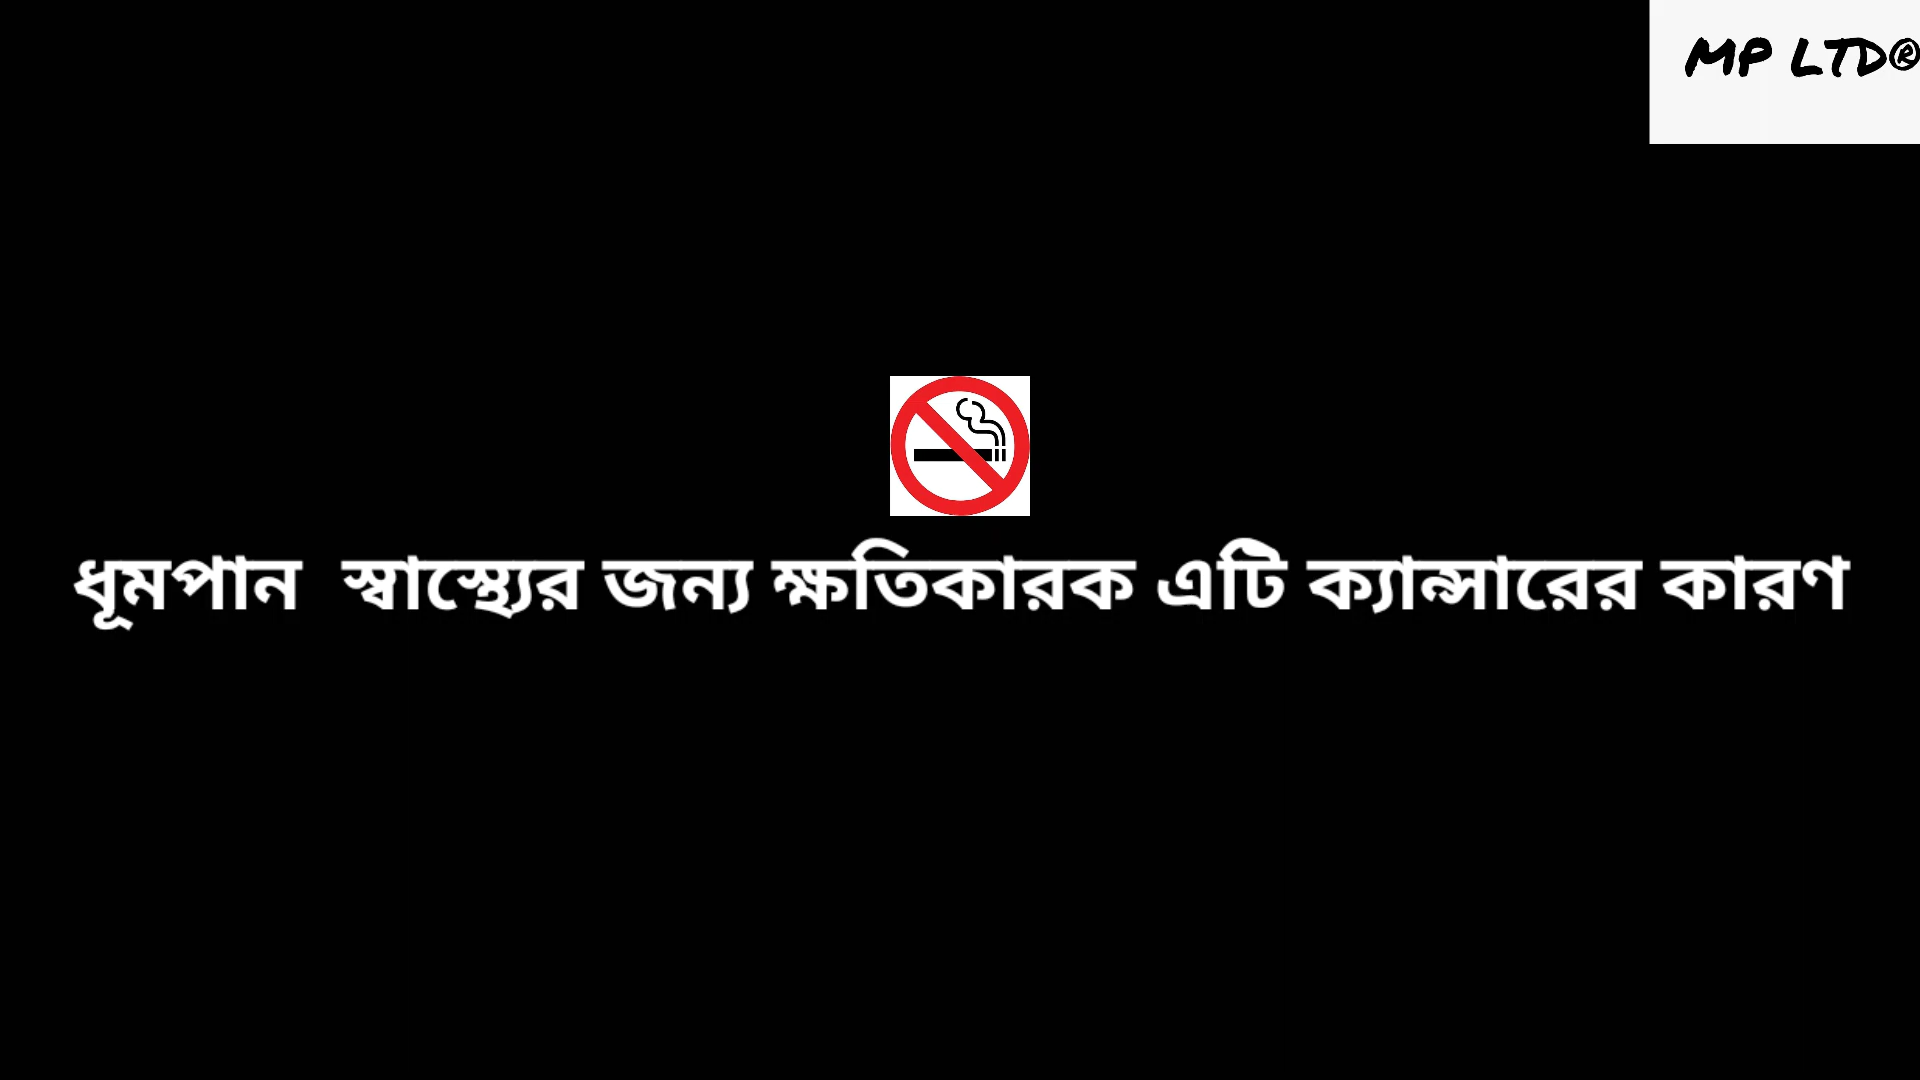 MP LTD®
ধূমপান  স্বাস্থ্যের জন্য ক্ষতিকারক এটি ক্যান্সারের কারণ